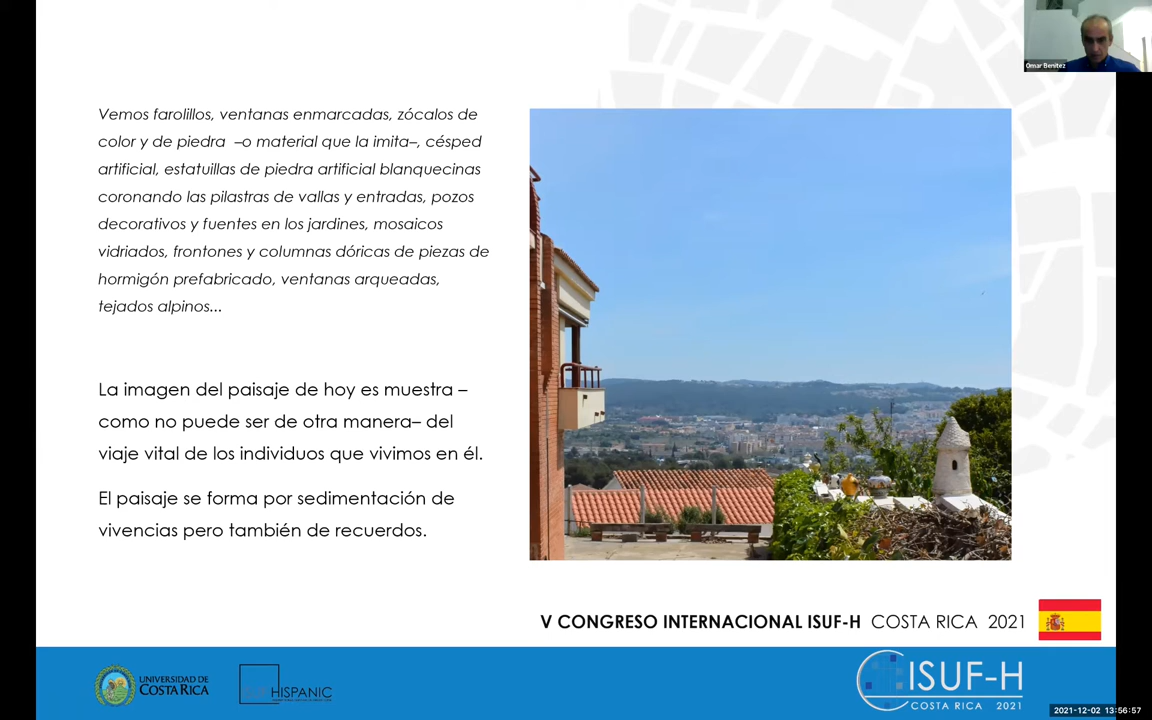 Omar Benitez
Vemos farolillos, ventanas enmarcadas, zócalos de
color y de piedra –o material que la imita–, césped
artificial, estatuillas de piedra artificial blanquecinas
coronando las pilastras de vallas y entradas, pozos
decorativos y fuentes en los jardines, mosaicos
vidriados, frontones y columnas dóricas de piezas de
hormigón prefabricado, ventanas arqueadas,
tejados alpinos...
La imagen del paisaje de hoy es muestra –
como no puede ser de otra manera– del
viaje vital de los individuos que vivimos en él.
El paisaje se forma por sedimentación de
vivencias pero también de recuerdos.
V CONGRESO INTERNACIONAL ISUF-H COSTA RICA 2021
UNIVERSIDAD DE
COSTA RICA
HISPANIC
ISUF-H
COSTA RICA 2021
2021-12-02 13:56:57